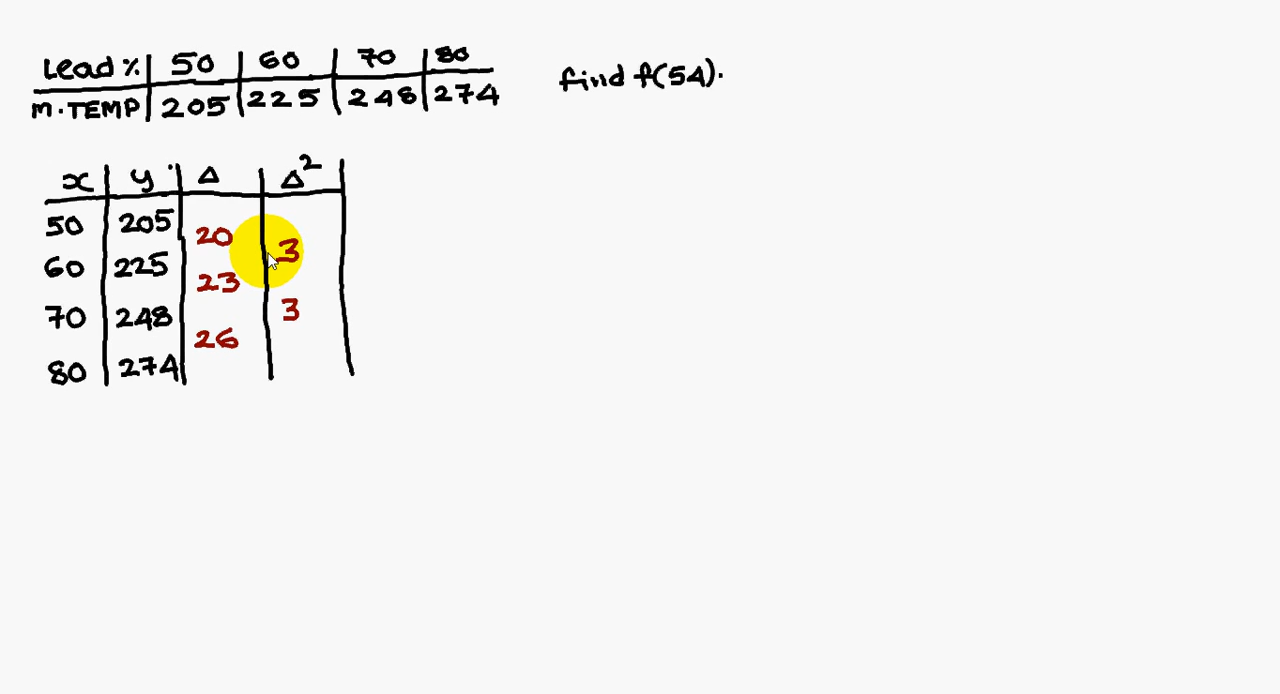 Lead % 50 60 70 80
M.TEMP 205 225 248 274
find f(54).
x y Δ Δ²
50 205
20
3
60 225
23
3
70 248
26
80 274